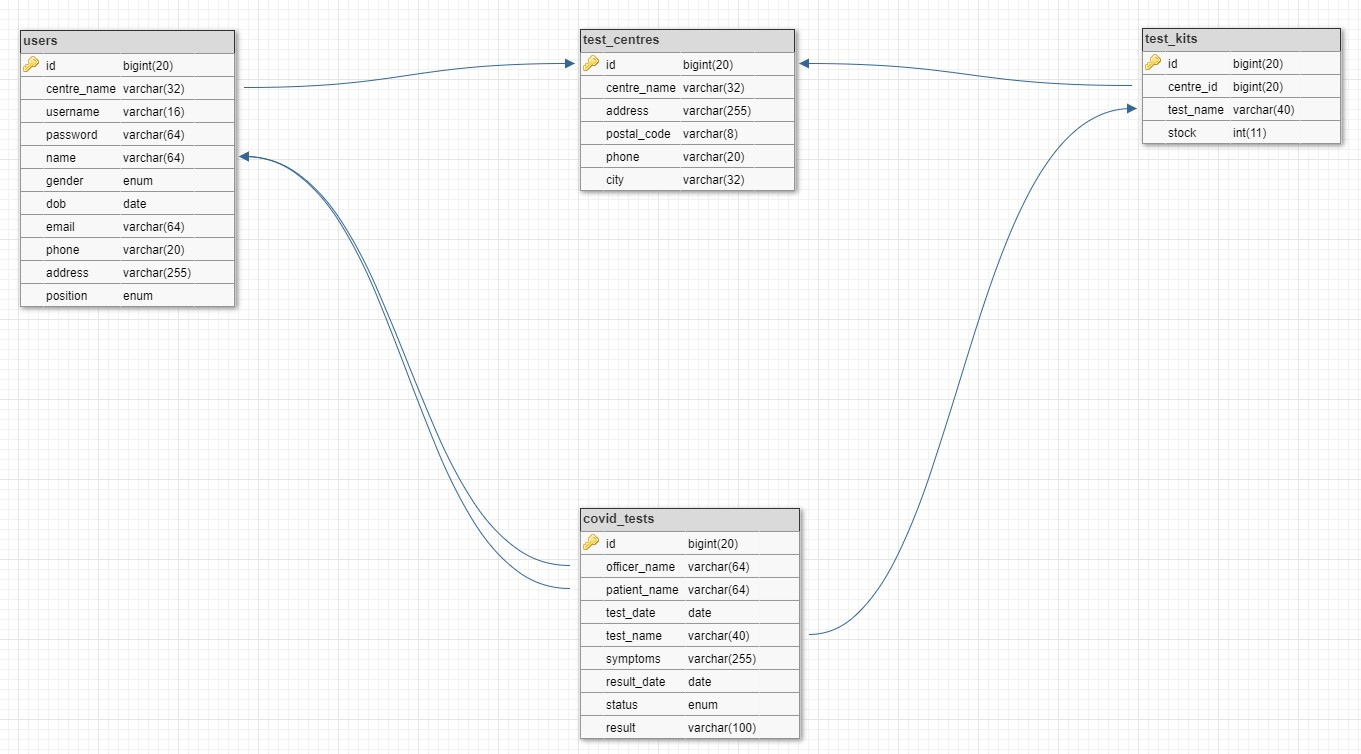 users
id bigint(20)
centre_name varchar(32)
username varchar(16)
password varchar(64)
name varchar(64)
gender enum
dob date
email varchar(64)
phone varchar(20)
address varchar(255)
position enum
test_centres
id bigint(20)
centre_name varchar(32)
address varchar(255)
postal_code varchar(8)
phone varchar(20)
city varchar(32)
test_kits
id bigint(20)
centre_id bigint(20)
test_name varchar(40)
stock int(11)
covid_tests
id bigint(20)
officer_name varchar(64)
patient_name varchar(64)
test_date date
test_name varchar(40)
symptoms varchar(255)
result_date date
status enum
result varchar(100)